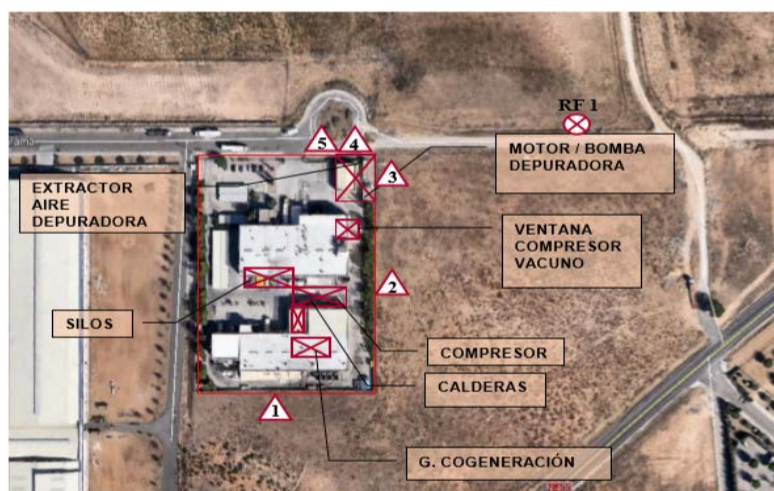 RF 1
5
4
MOTOR / BOMBA
DEPURADORA
3
EXTRACTOR
AIRE
DEPURADORA
VENTANA
COMPRESOR
VACUNO
2
SILOS
COMPRESOR
CALDERAS
1
G. COGENERACIÓN